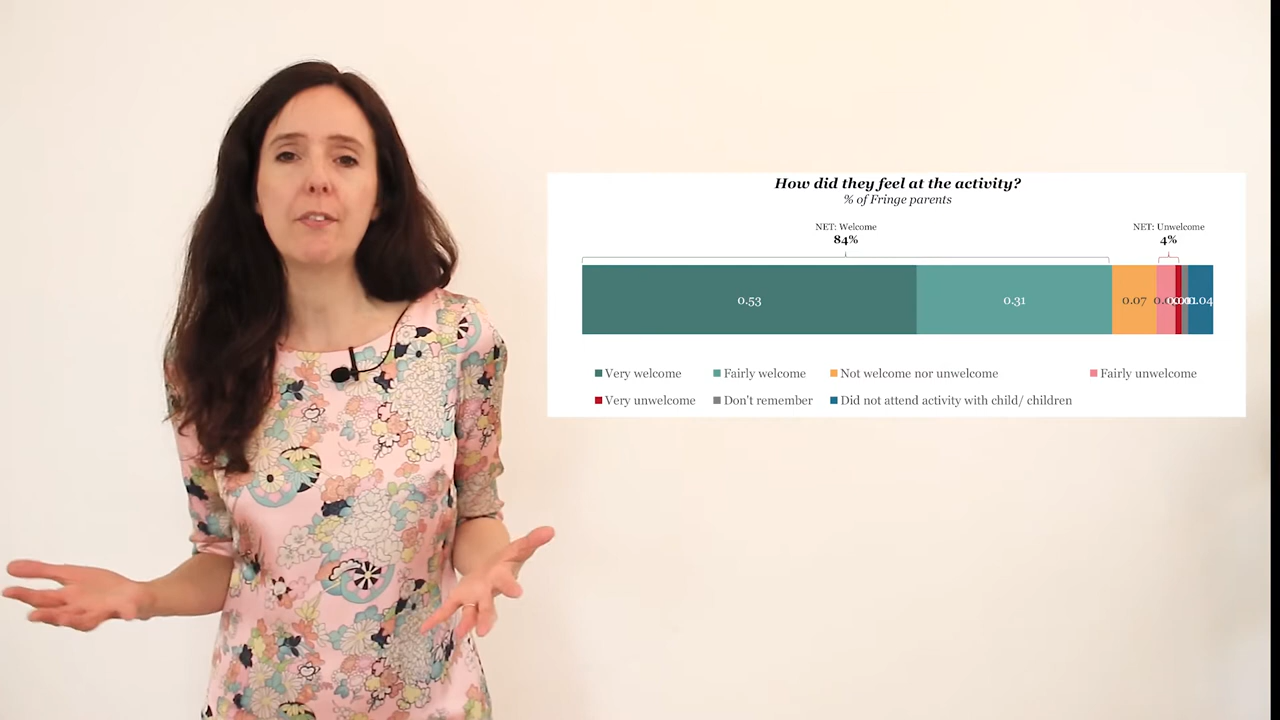 How did they feel at the activity?
% of Fringe parents
NET: Welcome
84%
NET: Unwelcome
4%
0.53
0.31
0.07
Very welcome
Fairly welcome
Not welcome nor unwelcome
Fairly unwelcome
Very unwelcome
Don't remember
Did not attend activity with child/ children